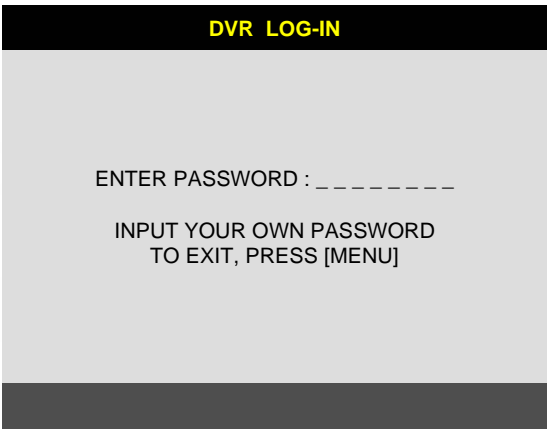 DVR LOG-IN
ENTER PASSWORD : _ _ _ _ _ _ _ _
INPUT YOUR OWN PASSWORD
TO EXIT, PRESS [MENU]